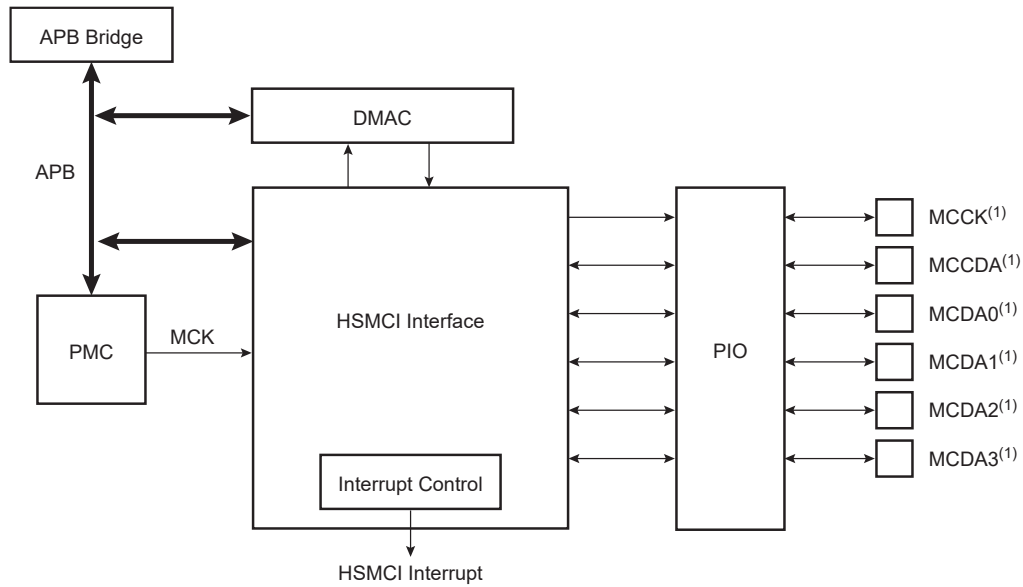 APB Bridge
DMAC
APB
MCCK(1)
MCCDA(1)
HSMCI Interface
MCDA0(1)
PMC
MCK
PIO
MCDA1(1)
MCDA2(1)
MCDA3(1)
Interrupt Control
HSMCI Interrupt